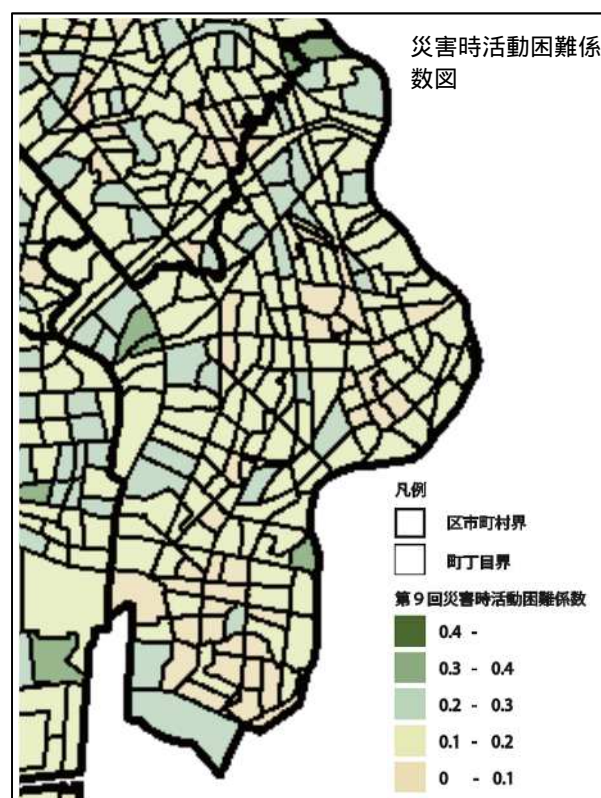 災害時活動困難係
数図
凡例
区市町村界
町丁目界
第9回災害時活動困難係数
0.4 -
0.3 - 0.4
0.2 - 0.3
0.1 - 0.2
0 - 0.1